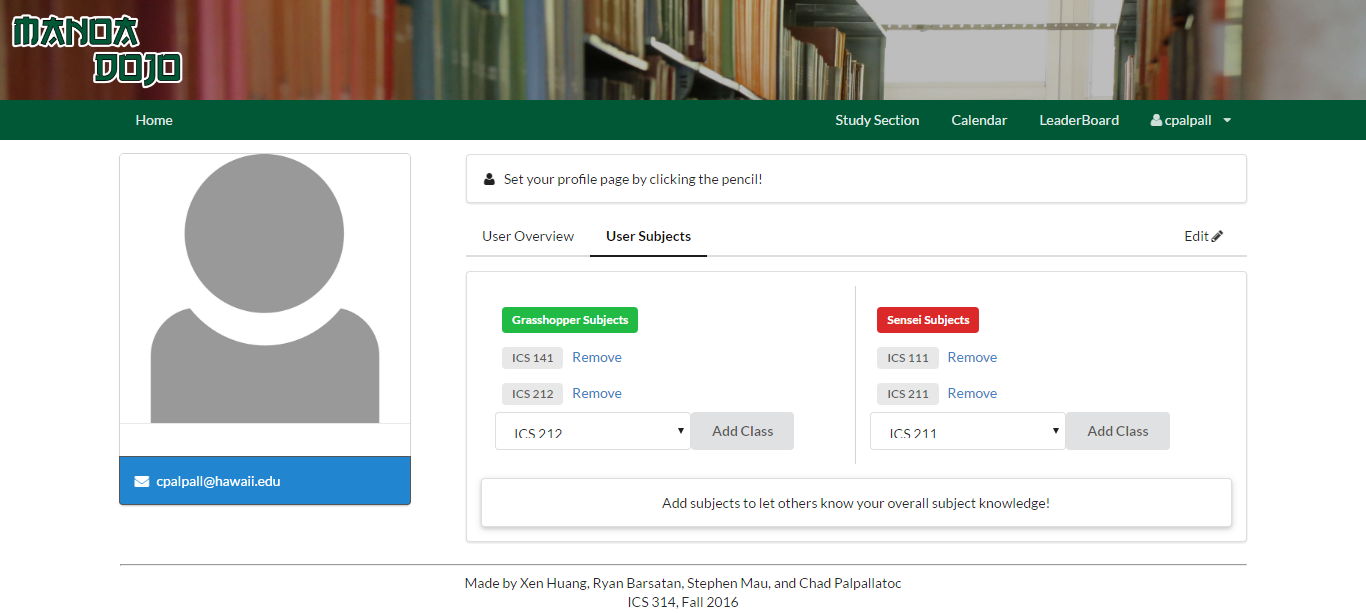 MANOA
DOJO
Home
Study Section
Calendar
LeaderBoard
cpalpall
Set your profile page by clicking the pencil!
User Overview
User Subjects
Edit
cpalpall@hawaii.edu
Grasshopper Subjects
ICS 141 Remove
ICS 212 Remove
ICS 212 Add Class
Sensei Subjects
ICS 111 Remove
ICS 211 Remove
ICS 211 Add Class
Add subjects to let others know your overall subject knowledge!
Made by Xen Huang, Ryan Barsatan, Stephen Mau, and Chad Palpallatoc
ICS 314, Fall 2016